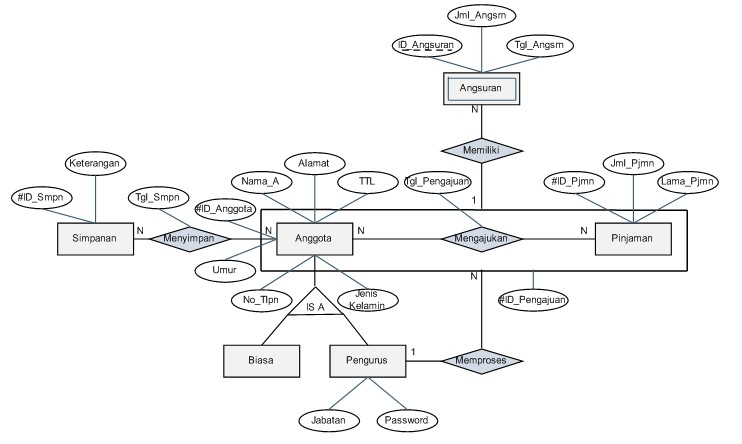 Jml_Angsrn
ID_Angsuran
Tgl_Angsrn
Angsuran
N
Memiliki
Keterangan
Alamat
Jml_Pjmn
#ID_Smpn
Tgl_Smpn
Nama_A
TTL
Tgl_Pengajuan
#ID_Pjmn
Lama_Pjmn
#ID_Anggota
1
Simpanan
N
Menyimpan
N
Anggota
N
Mengajukan
N
Pinjaman
Umur
No_Tlpn
Jenis
Kelamin
N
#ID_Pengajuan
IS A
Biasa
Pengurus
1
Memproses
Jabatan
Password